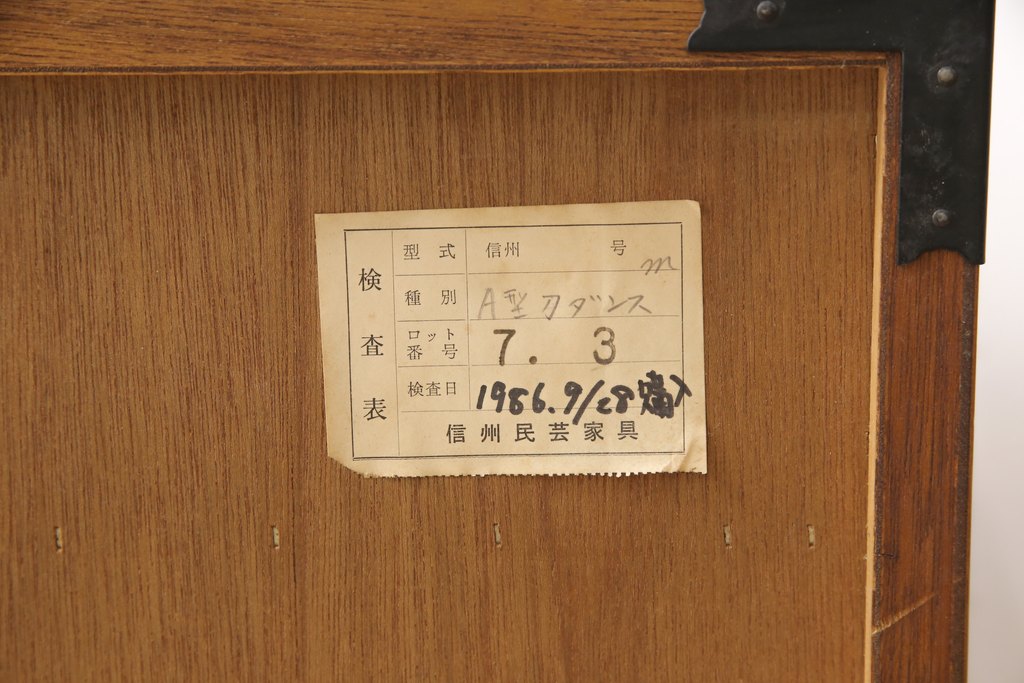 検査表
型式 信州 号
m
種別 A型刀ダンス
ロット番号 7. 3
検査日 1986.9/28購入
信州民芸家具